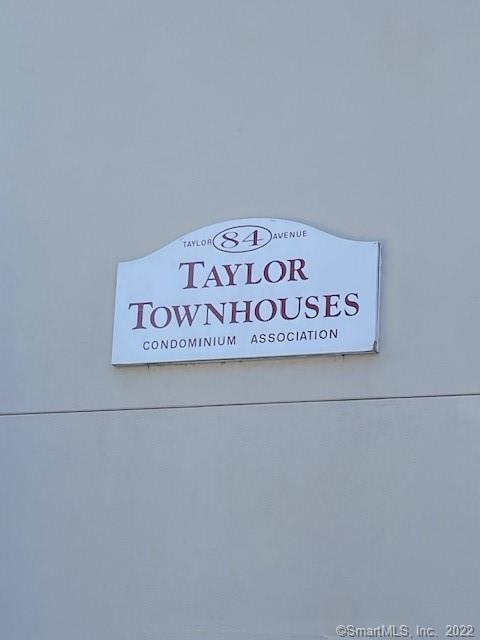 TAYLOR 84 AVENUE
TAYLOR
TOWNHOUSES
CONDOMINIUM ASSOCIATION
©SmartMLS, Inc. 2022